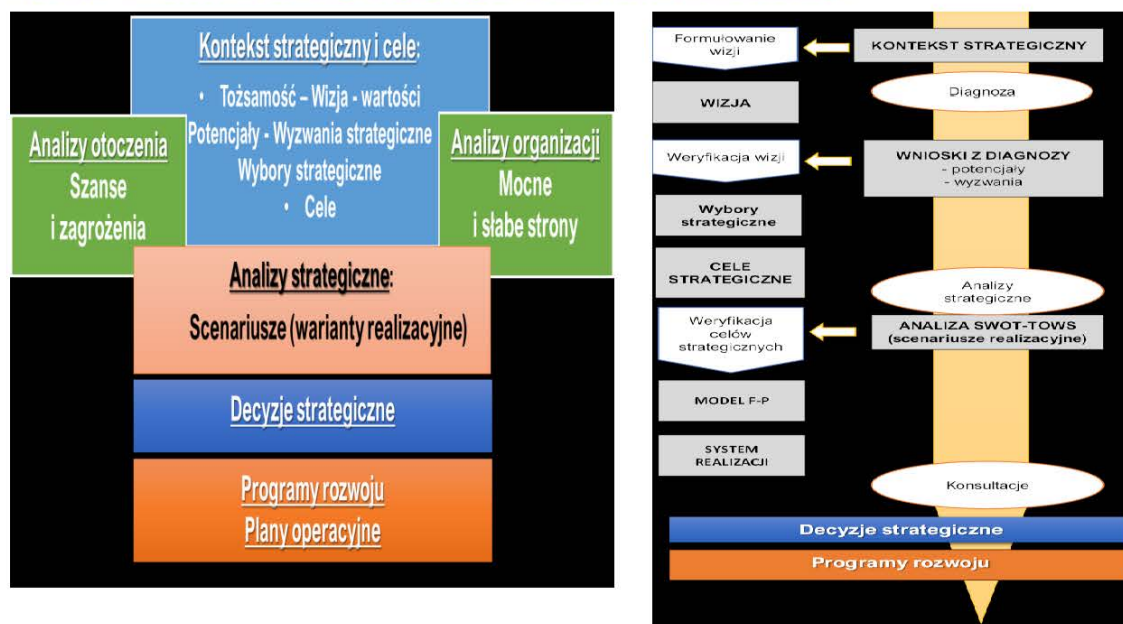 Kontekst strategiczny i cele:
• Tożsamość – Wizja - wartości
Potencjały - Wyzwania strategiczne
Wybory strategiczne
• Cele
Analizy otoczenia
Szanse
i zagrożenia
Analizy organizacji
Mocne
i słabe strony
Analizy strategiczne:
Scenariusze (warianty realizacyjne)
Decyzje strategiczne
Programy rozwoju
Plany operacyjne
Formułowanie
wizji
KONTEKST STRATEGICZNY
Diagnoza
WIZJA
Weryfikacja wizji
WNIOSKI Z DIAGNOZY
- potencjały
- wyzwania
Wybory
strategiczne
CELE
STRATEGICZNE
Analizy
strategiczne
Weryfikacja
celów
strategicznych
ANALIZA SWOT-TOWS
(scenariusze realizacyjne)
MODEL F-P
SYSTEM
REALIZACJI
Konsultacje
Decyzje strategiczne
Programy rozwoju